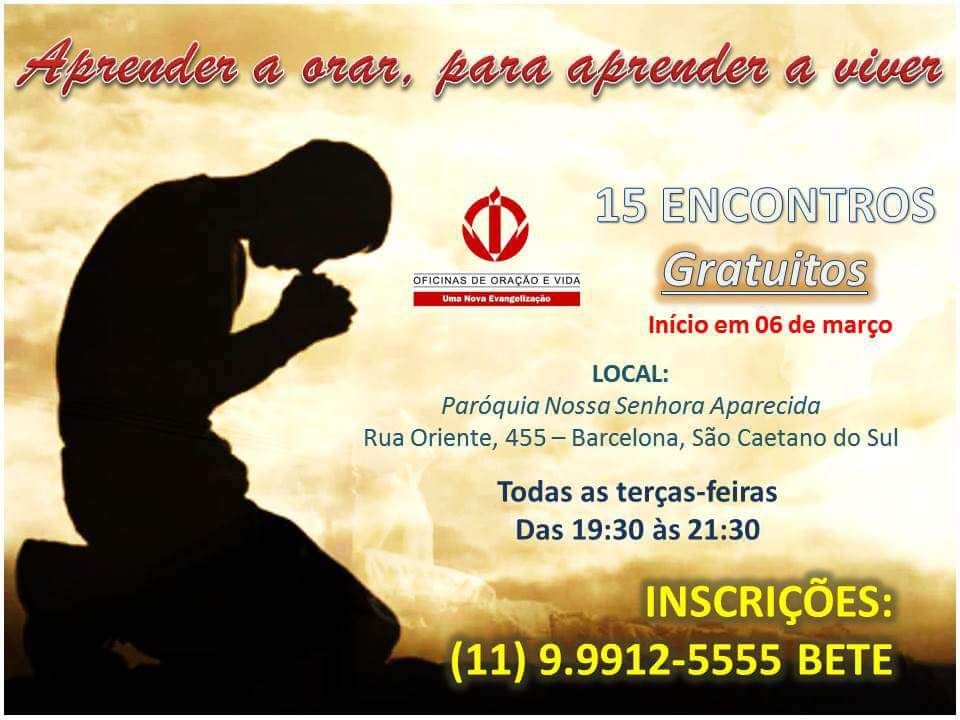 Aprender a orar, para aprender a viver
15 ENCONTROS
Gratuitos
Início em 06 de março
OFICINAS DE ORAÇÃO E VIDA
Uma Nova Evangelização
LOCAL:
Paróquia Nossa Senhora Aparecida
Rua Oriente, 455 – Barcelona, São Caetano do Sul
Todas as terças-feiras
Das 19:30 às 21:30
INSCRIÇÕES:
(11) 9.9912-5555 BETE